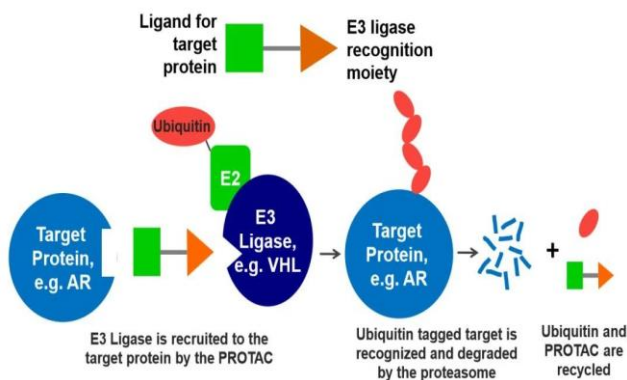 Ligand for
target
protein
E3 ligase
recognition
moiety
Ubiquitin
E2
Target
Protein,
e.g. AR
E3
Ligase,
e.g. VHL
Target
Protein,
e.g. AR
+
E3 Ligase is recruited to the
target protein by the PROTAC
Ubiquitin tagged target is
recognized and degraded
by the proteasome
Ubiquitin and
PROTAC are
recycled